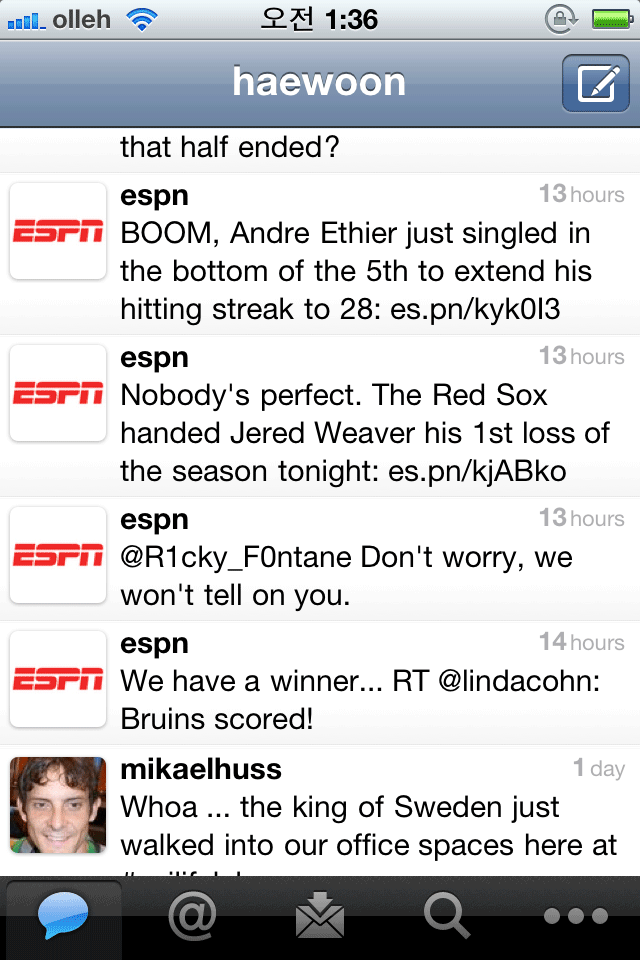 olleh 오전 1:36
haewoon
that half ended?
ESPN
espn 13 hours
BOOM, Andre Ethier just singled in
the bottom of the 5th to extend his
hitting streak to 28: es.pn/kyk0I3
ESPN
espn 13 hours
Nobody's perfect. The Red Sox
handed Jered Weaver his 1st loss of
the season tonight: es.pn/kjABko
ESPN
espn 13 hours
@R1cky_F0ntane Don't worry, we
won't tell on you.
ESPN
espn 14 hours
We have a winner... RT @lindacohn:
Bruins scored!
mikaelhuss 1 day
Whoa ... the king of Sweden just
walked into our office spaces here at